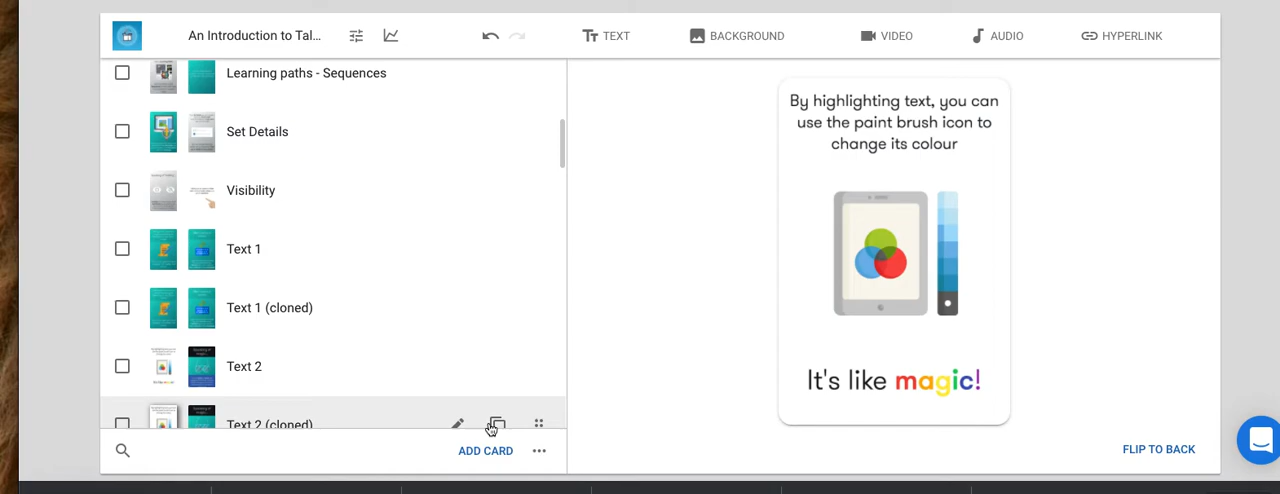 An Introduction to Tal...
TEXT
BACKGROUND
VIDEO
AUDIO
HYPERLINK
Learning paths - Sequences
Set Details
Visibility
Text 1
Text 1 (cloned)
Text 2
Text 2 (cloned)
ADD CARD
By highlighting text, you can
use the paint brush icon to
change its colour
It's like magic!
FLIP TO BACK